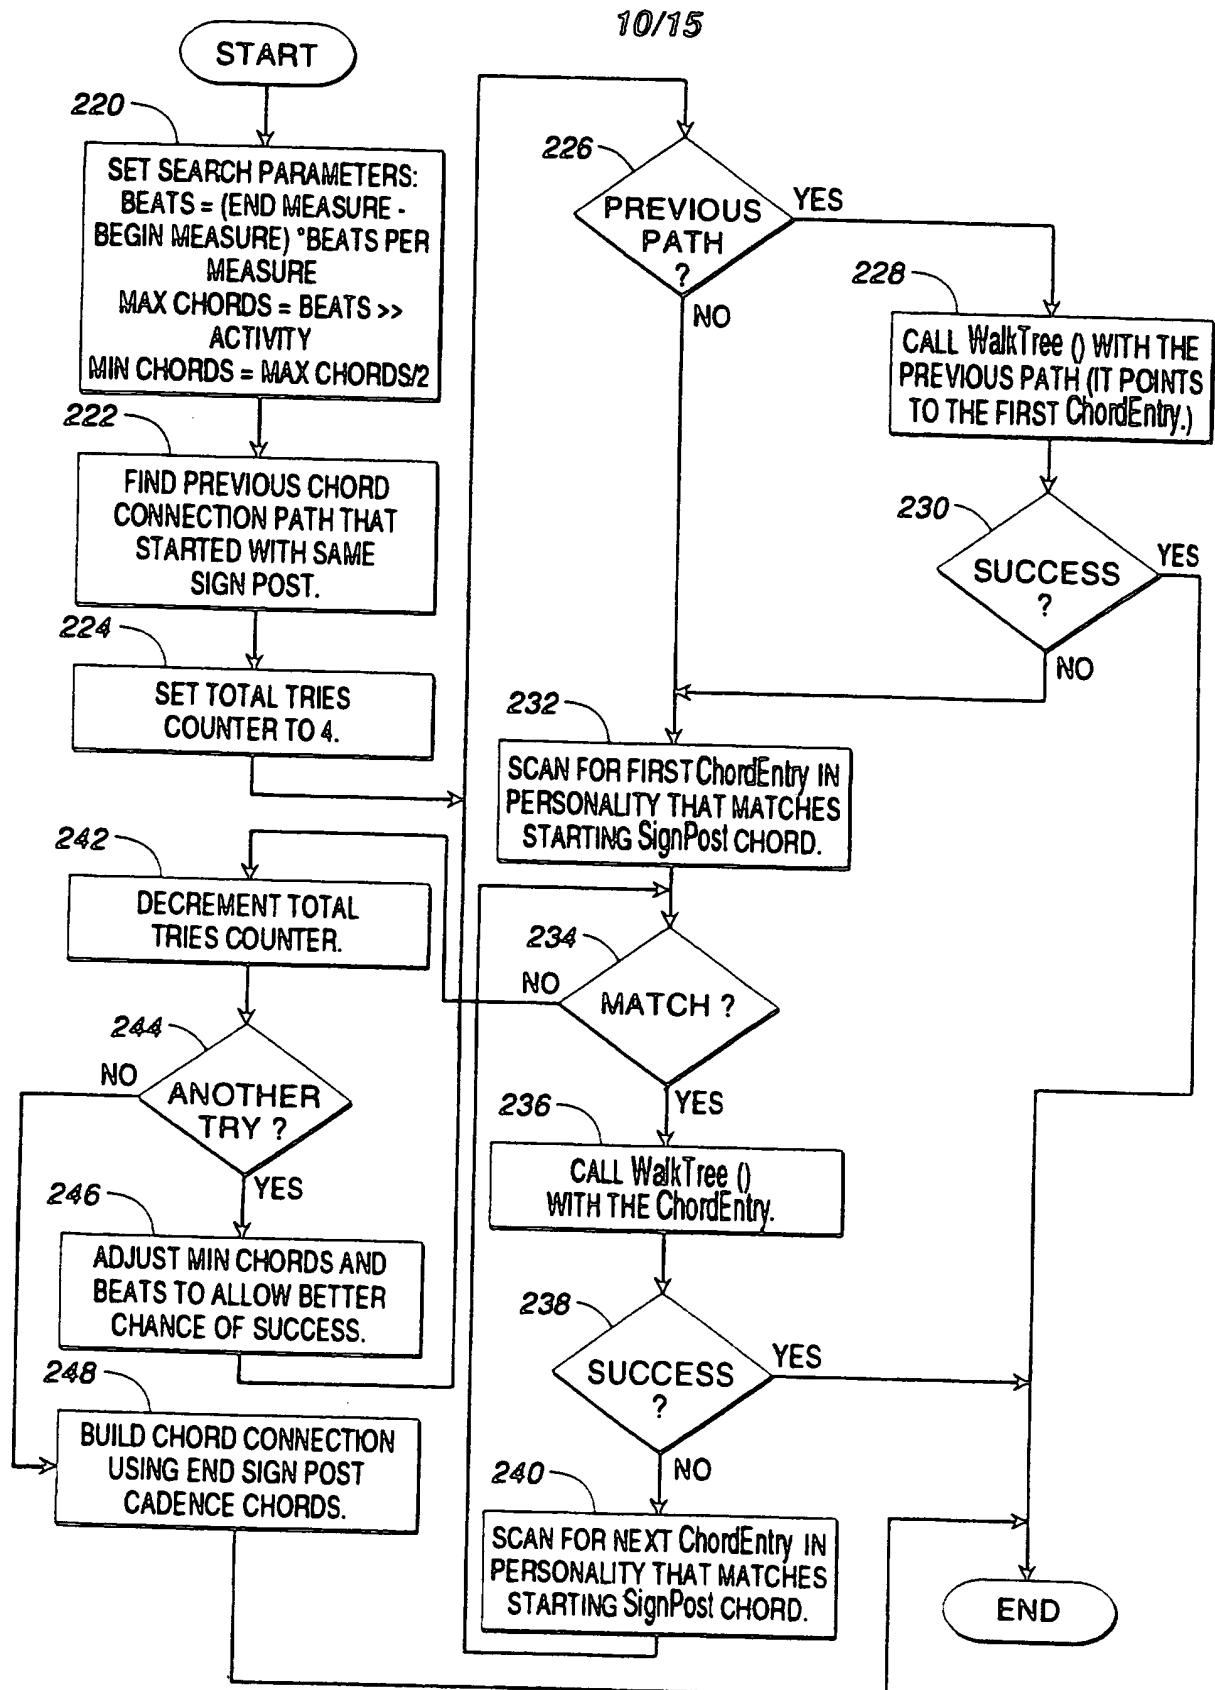 10/15
START
220
SET SEARCH PARAMETERS:
BEATS = (END MEASURE -
BEGIN MEASURE) *BEATS PER
MEASURE
MAX CHORDS = BEATS >>
ACTIVITY
MIN CHORDS = MAX CHORDS/2
222
FIND PREVIOUS CHORD
CONNECTION PATH THAT
STARTED WITH SAME
SIGN POST.
224
SET TOTAL TRIES
COUNTER TO 4.
226
PREVIOUS
PATH
?
YES
NO
228
CALL WalkTree () WITH THE
PREVIOUS PATH (IT POINTS
TO THE FIRST ChordEntry.)
230
SUCCESS
?
YES
NO
232
SCAN FOR FIRST ChordEntry IN
PERSONALITY THAT MATCHES
STARTING SignPost CHORD.
234
MATCH ?
NO
YES
236
CALL WalkTree ()
WITH THE ChordEntry.
238
SUCCESS
?
YES
NO
240
SCAN FOR NEXT ChordEntry IN
PERSONALITY THAT MATCHES
STARTING SignPost CHORD.
242
DECREMENT TOTAL
TRIES COUNTER.
244
ANOTHER
TRY ?
NO
YES
246
ADJUST MIN CHORDS AND
BEATS TO ALLOW BETTER
CHANCE OF SUCCESS.
248
BUILD CHORD CONNECTION
USING END SIGN POST
CADENCE CHORDS.
END